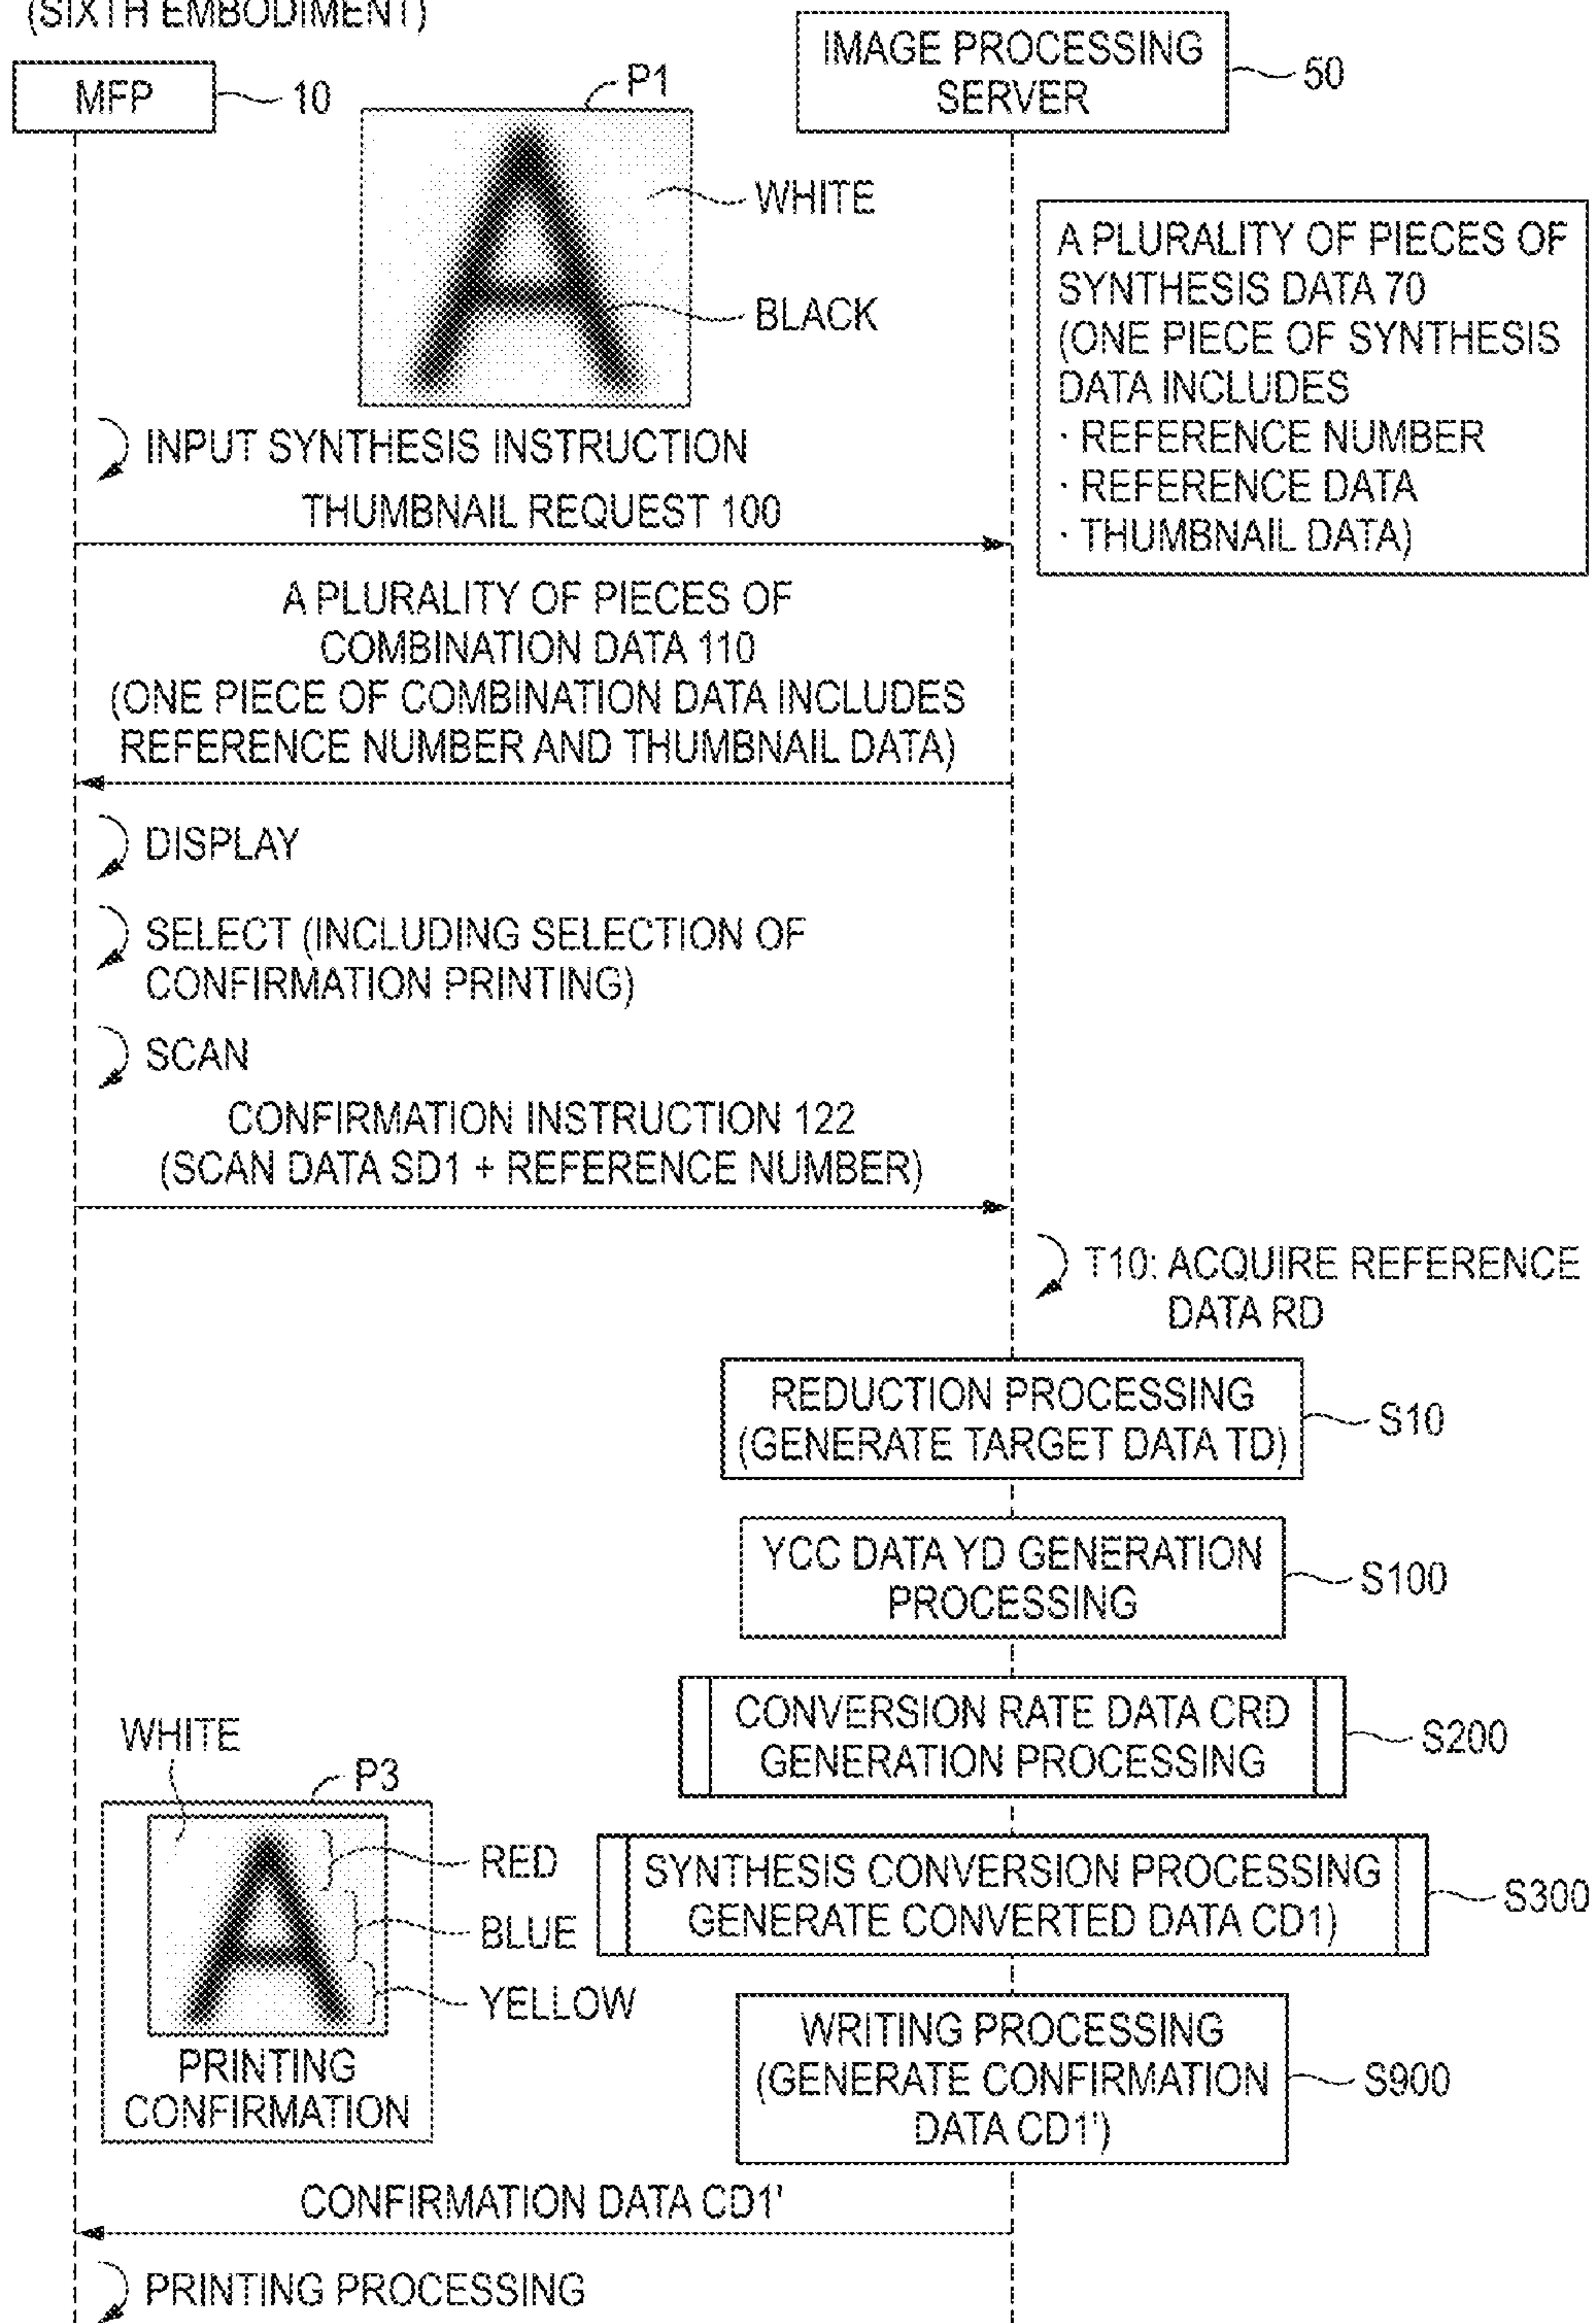 (SIXTH EMBODIMENT)
MFP
10
IMAGE PROCESSING
SERVER
50
P1
WHITE
BLACK
A
A PLURALITY OF PIECES OF
SYNTHESIS DATA 70
(ONE PIECE OF SYNTHESIS
DATA INCLUDES
· REFERENCE NUMBER
· REFERENCE DATA
· THUMBNAIL DATA)
INPUT SYNTHESIS INSTRUCTION
THUMBNAIL REQUEST 100
A PLURALITY OF PIECES OF
COMBINATION DATA 110
(ONE PIECE OF COMBINATION DATA INCLUDES
REFERENCE NUMBER AND THUMBNAIL DATA)
DISPLAY
SELECT (INCLUDING SELECTION OF
CONFIRMATION PRINTING)
SCAN
CONFIRMATION INSTRUCTION 122
(SCAN DATA SD1 + REFERENCE NUMBER)
T10: ACQUIRE REFERENCE
DATA RD
REDUCTION PROCESSING
(GENERATE TARGET DATA TD)
S10
YCC DATA YD GENERATION
PROCESSING
S100
CONVERSION RATE DATA CRD
GENERATION PROCESSING
S200
SYNTHESIS CONVERSION PROCESSING
GENERATE CONVERTED DATA CD1)
S300
WHITE
P3
A
RED
BLUE
YELLOW
PRINTING
CONFIRMATION
WRITING PROCESSING
(GENERATE CONFIRMATION
DATA CD1')
S900
CONFIRMATION DATA CD1'
PRINTING PROCESSING